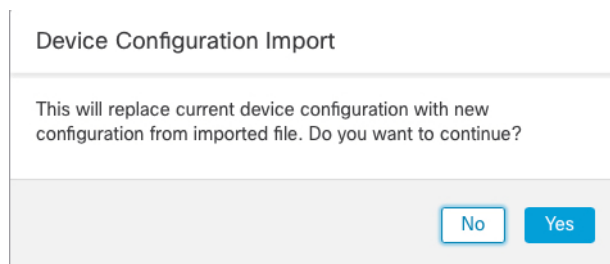 Device Configuration Import
This will replace current device configuration with new
configuration from imported file. Do you want to continue?
No
Yes